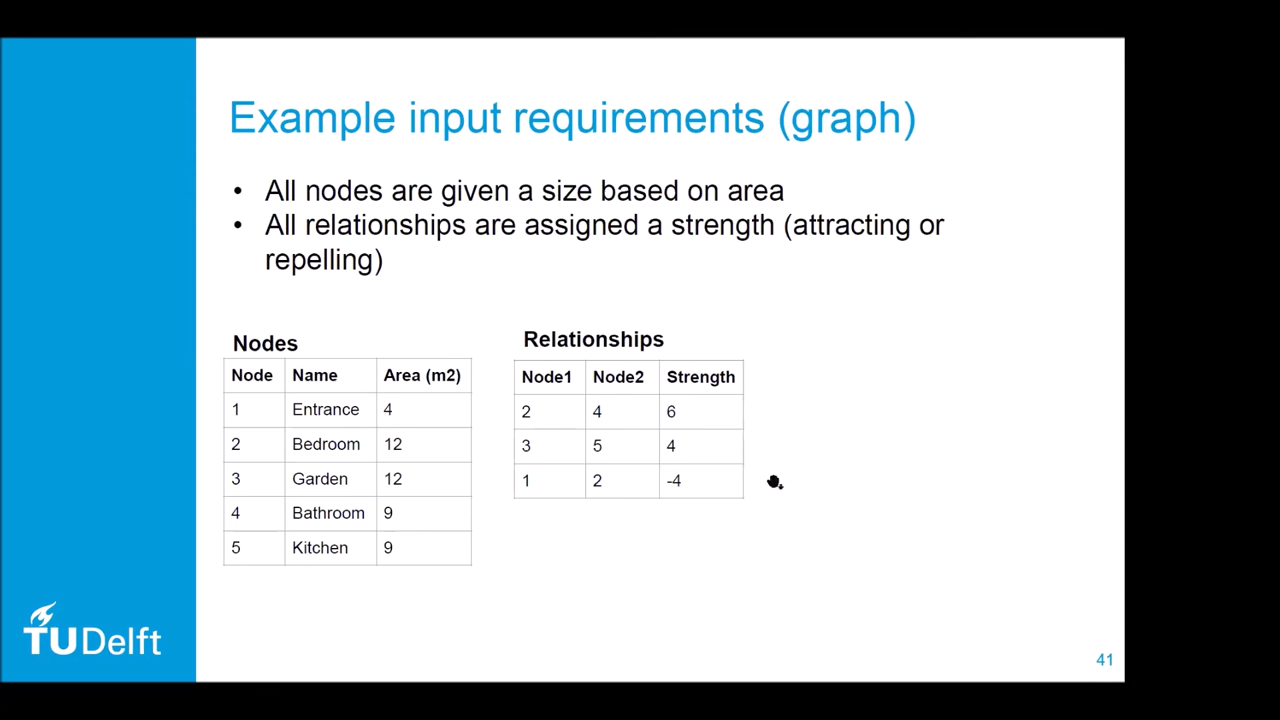 Example input requirements (graph)
• All nodes are given a size based on area
• All relationships are assigned a strength (attracting or
repelling)
Nodes
Node Name Area (m2)
1 Entrance 4
2 Bedroom 12
3 Garden 12
4 Bathroom 9
5 Kitchen 9
Relationships
Node1 Node2 Strength
2 4 6
3 5 4
1 2 -4
TUDelft
41